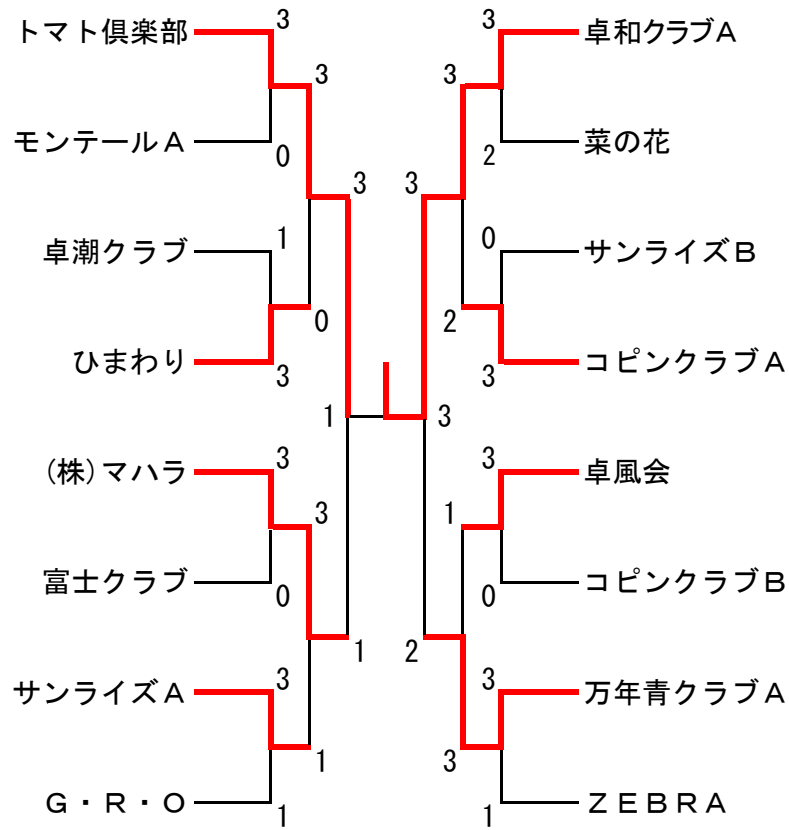 トマト倶楽部 3 3 卓和クラブA
3 3
モンテールA 0 2 菜の花
3 3
卓潮クラブ 1 0 サンライズB
0 2
ひまわり 3 3 コピンクラブA
1 3
(株)マハラ 3 3 卓風会
3 1
富士クラブ 0 0 コピンクラブB
1 2
サンライズA 3 3 万年青クラブA
1 3
G・R・O 1 1 ZEBRA